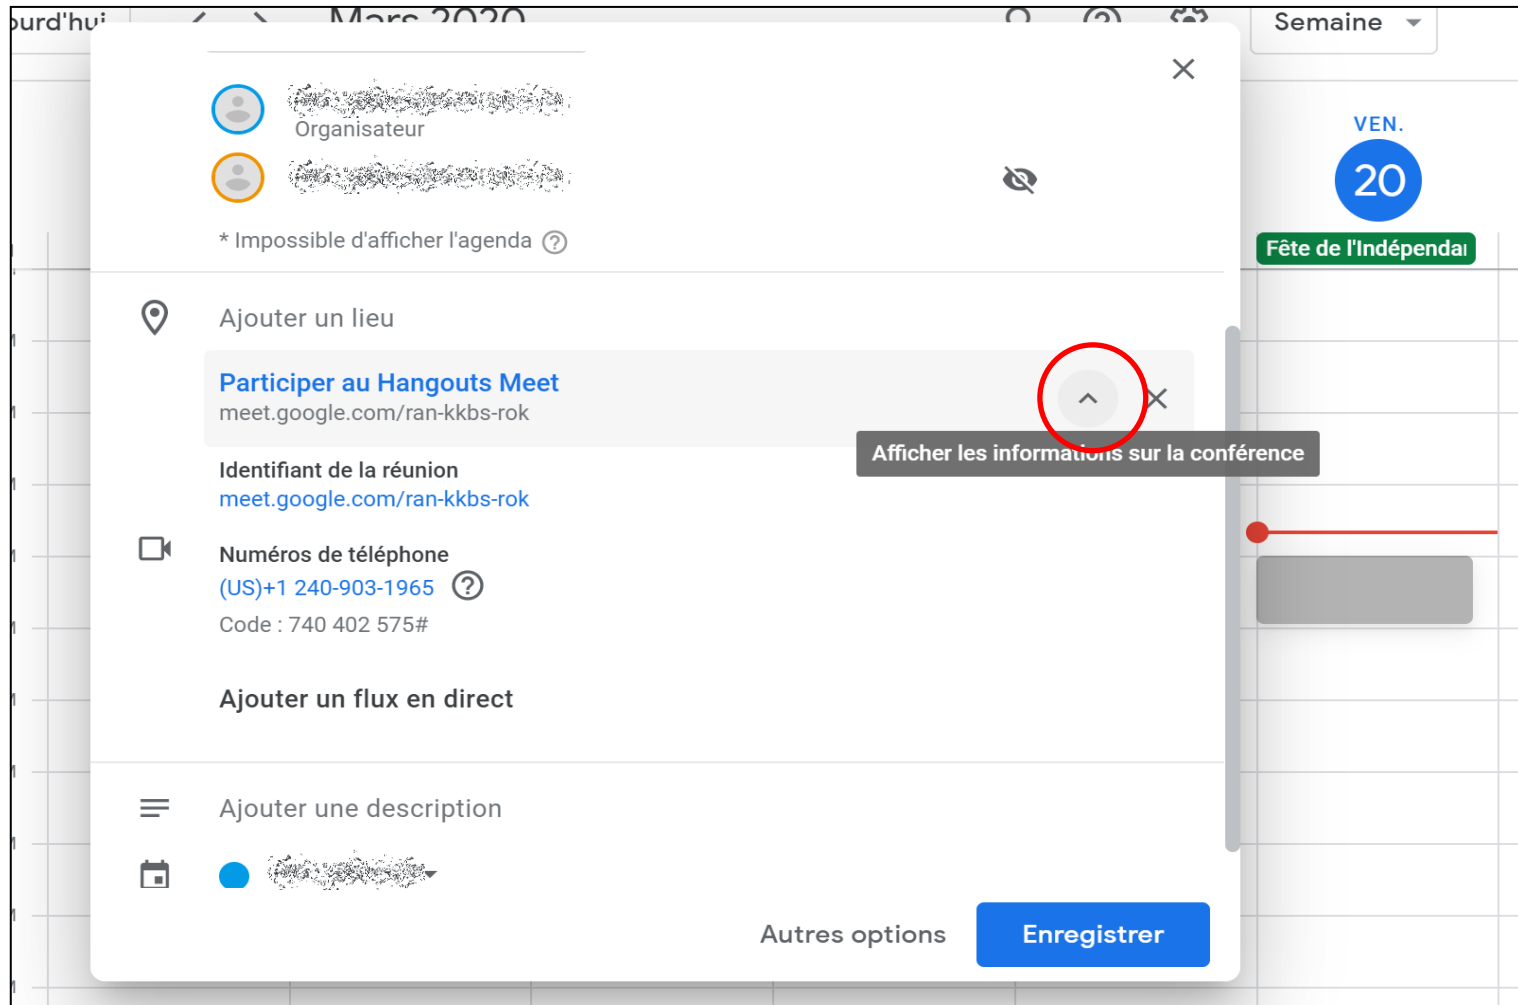 ourd'hui
Mars 2020
Semaine
Organisateur
* Impossible d'afficher l'agenda
VEN.
20
Fête de l'Indépendan
Ajouter un lieu
Participer au Hangouts Meet
meet.google.com/ran-kkbs-rok
Afficher les informations sur la conférence
Identifiant de la réunion
meet.google.com/ran-kkbs-rok
Numéros de téléphone
(US)+1 240-903-1965
Code : 740 402 575#
Ajouter un flux en direct
Ajouter une description
Autres options
Enregistrer